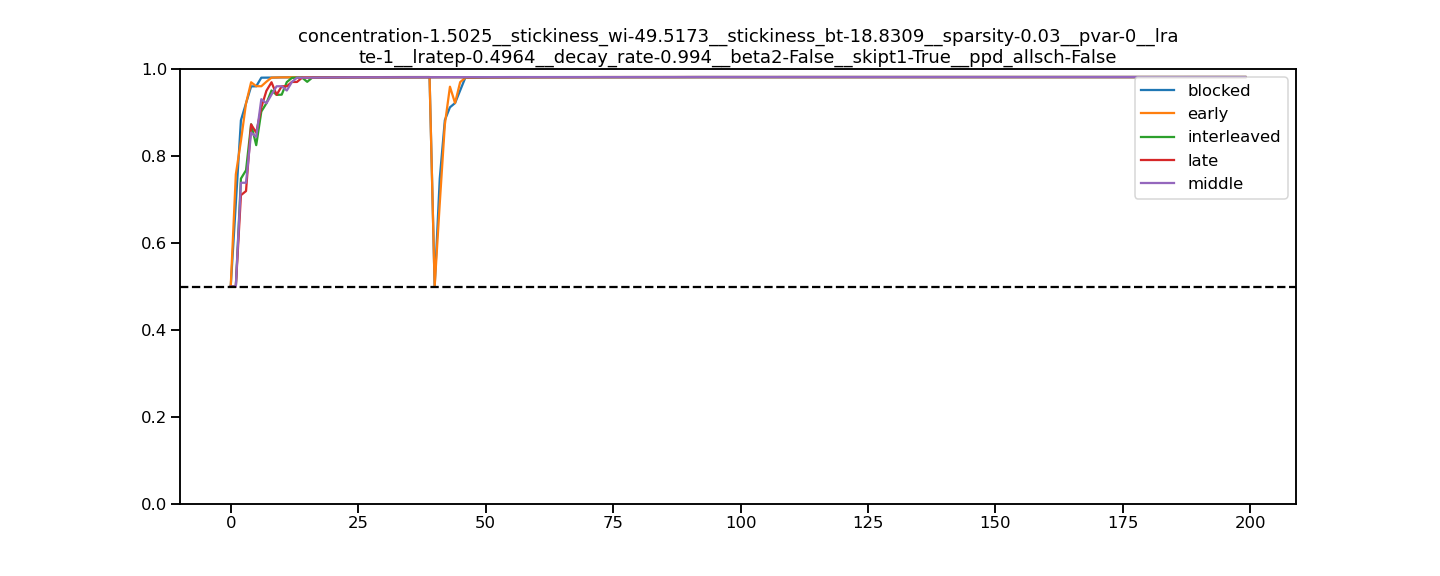 concentration-1.5025__stickiness_wi-49.5173__stickiness_bt-18.8309__sparsity-0.03__pvar-0__lra
te-1__lratep-0.4964__decay_rate-0.994__beta2-False__skipt1-True__ppd_allsch-False
1.0
0.8
0.6
0.4
0.2
0.0
blocked
early
interleaved
late
middle
0 25 50 75 100 125 150 175 200